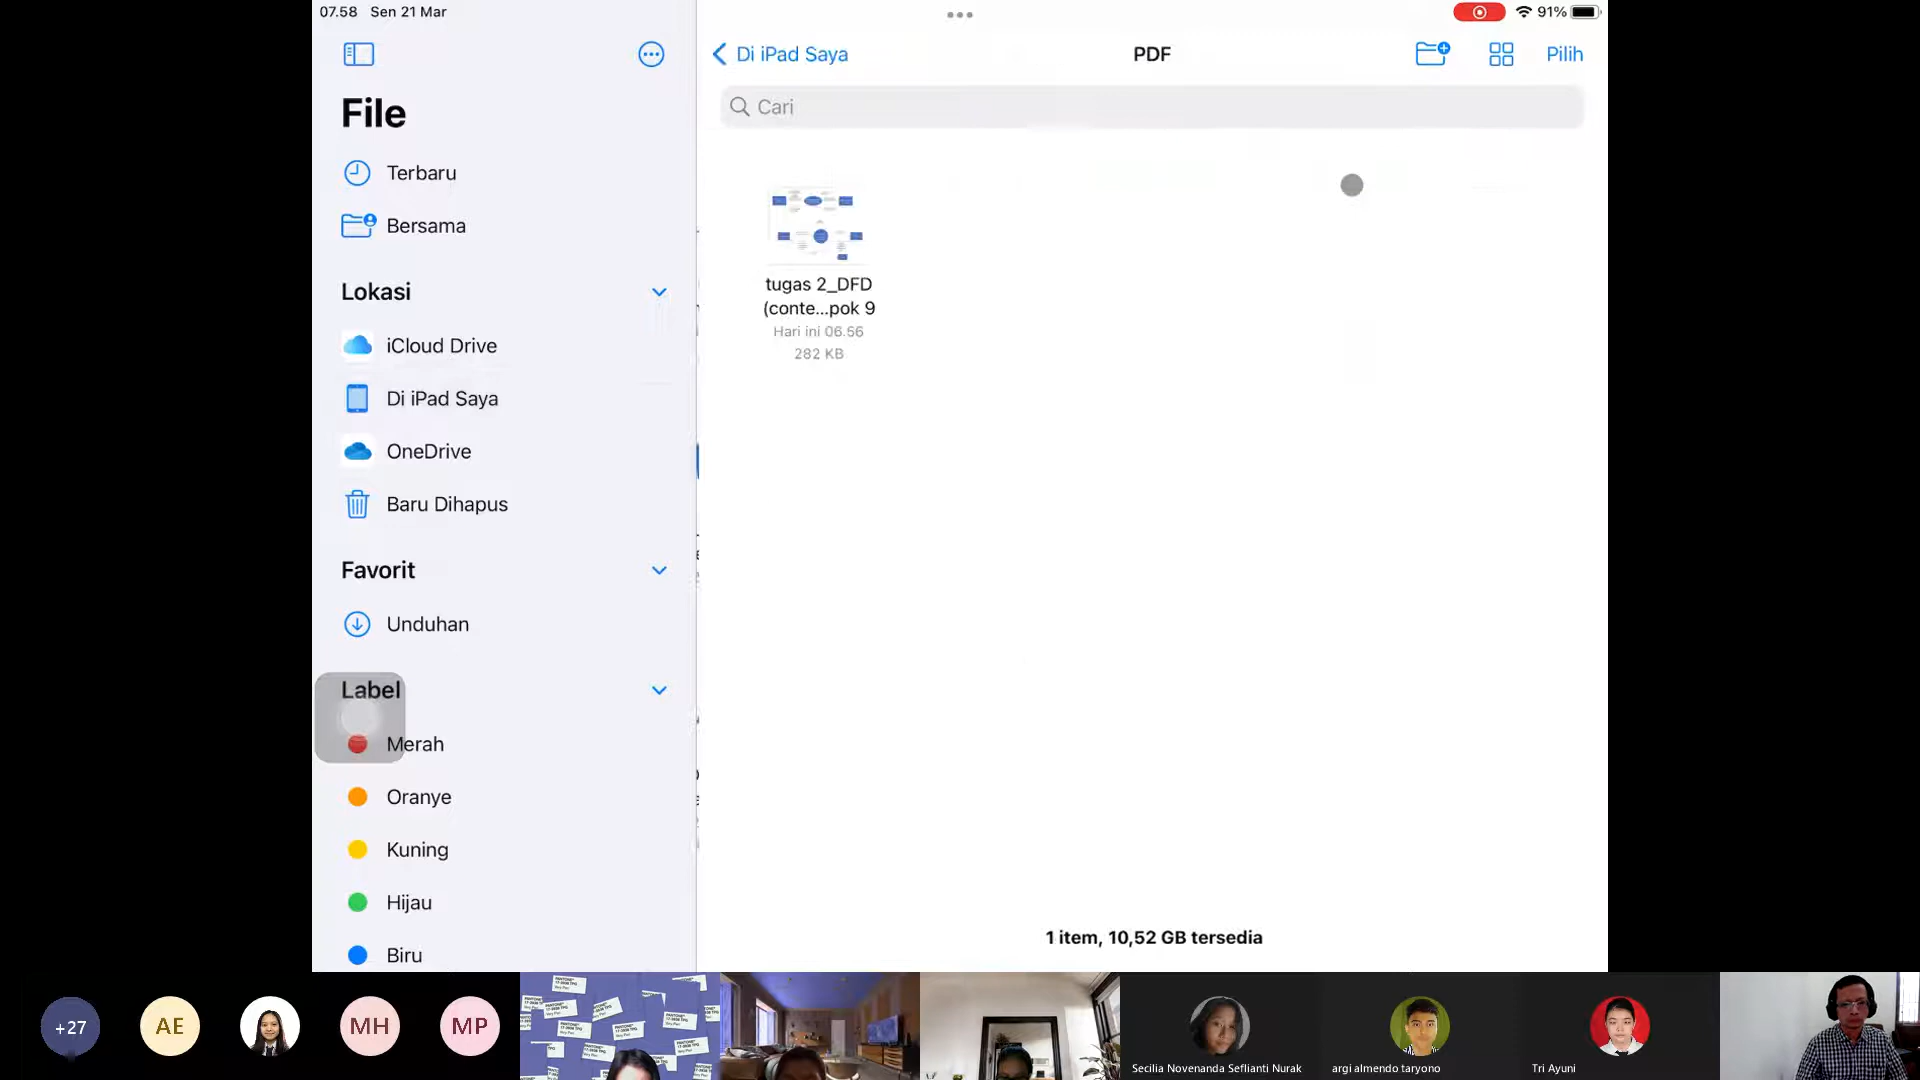 07.58 Sen 21 Mar
91%
File
Terbaru
Bersama
Lokasi
iCloud Drive
Di iPad Saya
OneDrive
Baru Dihapus
Favorit
Unduhan
Label
Merah
Oranye
Kuning
Hijau
Biru
Di iPad Saya
PDF
Pilih
Cari
tugas 2_DFD
(conte...pok 9
Hari ini 06.56
282 KB
1 item, 10,52 GB tersedia
+27
AE
MH
MP
Secilia Novenanda Seflianti Nurak
argi almendo taryono
Tri Ayuni